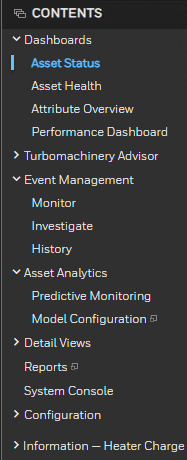 CONTENTS
Dashboards
Asset Status
Asset Health
Attribute Overview
Performance Dashboard
Turbomachinery Advisor
Event Management
Monitor
Investigate
History
Asset Analytics
Predictive Monitoring
Model Configuration
Detail Views
Reports
System Console
Configuration
Information — Heater Charge